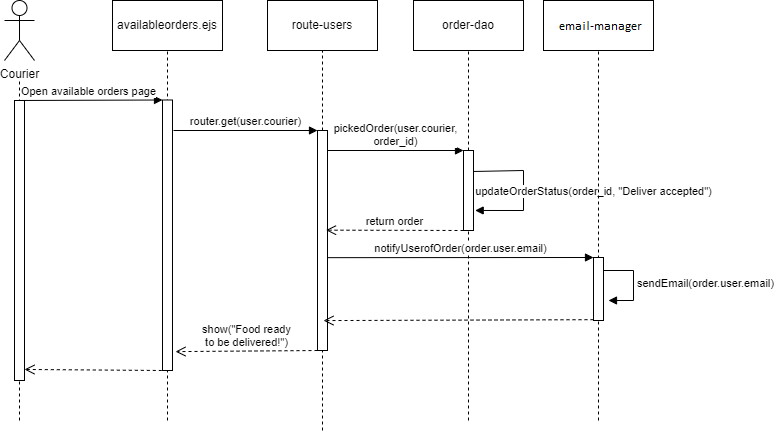 availableorders.ejs
route-users
order-dao
email-manager
Courier
Open available orders page
router.get(user.courier)
pickedOrder(user.courier,
order_id)
updateOrderStatus(order_id, "Deliver accepted")
return order
notifyUserofOrder(order.user.email)
sendEmail(order.user.email)
show("Food ready
to be delivered!")